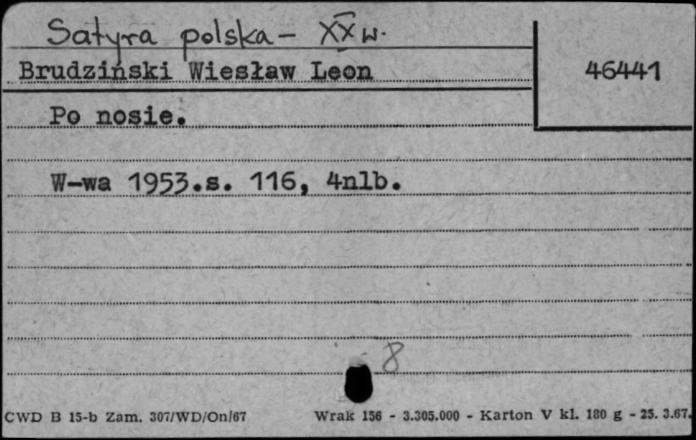 Satyra polska - XX w.
Brudziński Wiesław Leon
46441
Po nosie.
W-wa 1953.s. 116, 4nlb.
8
CWD B 15-b Zam. 307/WD/On/67 Wrak 156 - 3.305.000 - Karton V kl. 180 g - 25. 3.67.